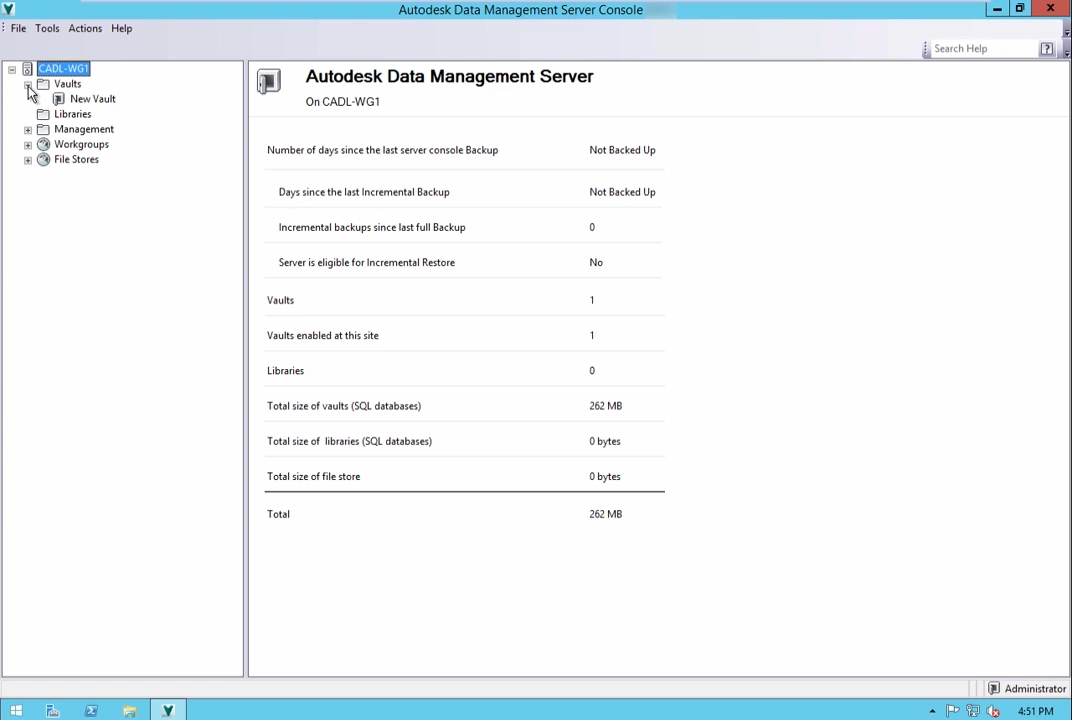 Autodesk Data Management Server Console
File Tools Actions Help
Search Help ?
CADL-WG1
Vaults
New Vault
Libraries
Management
Workgroups
File Stores
Autodesk Data Management Server
On CADL-WG1
Number of days since the last server console Backup Not Backed Up
Days since the last Incremental Backup Not Backed Up
Incremental backups since last full Backup 0
Server is eligible for Incremental Restore No
Vaults 1
Vaults enabled at this site 1
Libraries 0
Total size of vaults (SQL databases) 262 MB
Total size of libraries (SQL databases) 0 bytes
Total size of file store 0 bytes
Total 262 MB
Administrator
4:51 PM